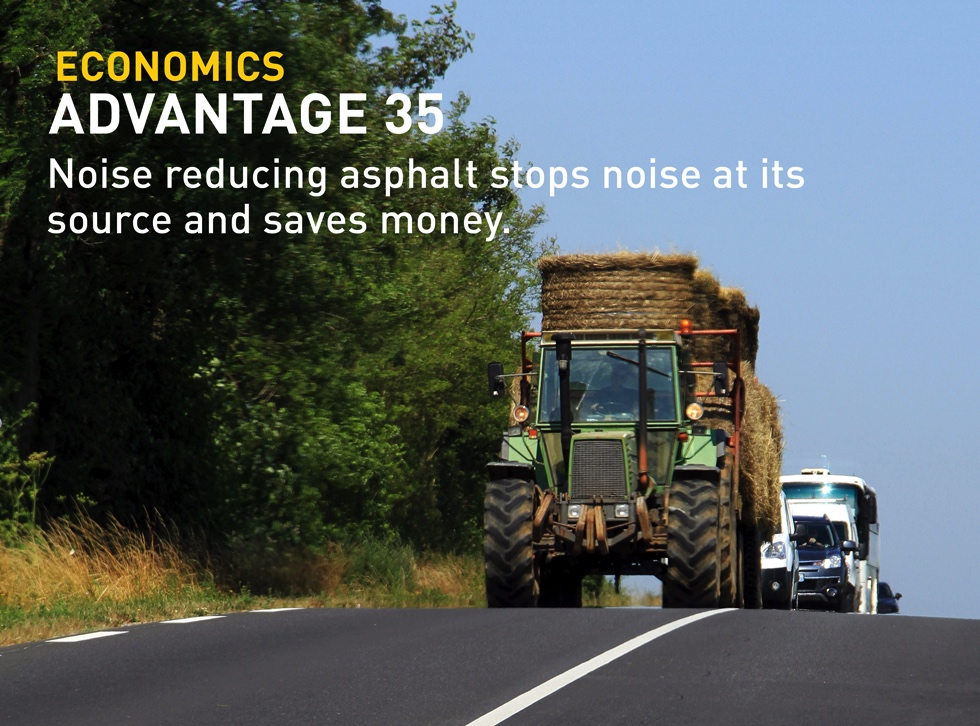 ECONOMICS
ADVANTAGE 35
Noise reducing asphalt stops noise at its
source and saves money.